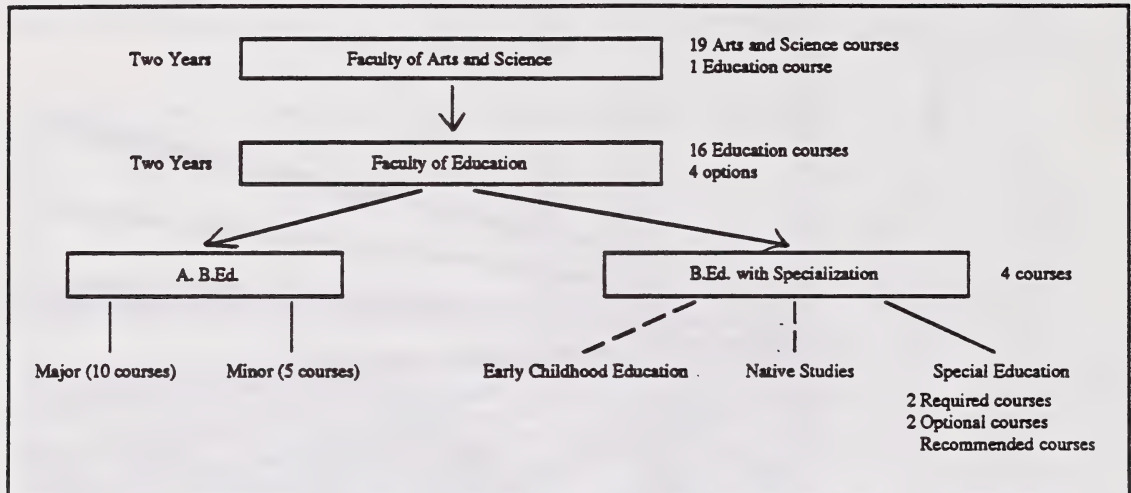 Two Years
Faculty of Arts and Science
19 Arts and Science courses
1 Education course
Two Years
Faculty of Education
16 Education courses
4 options
A. B.Ed.
B.Ed. with Specialization
4 courses
Major (10 courses)
Minor (5 courses)
Early Childhood Education
Native Studies
Special Education
2 Required courses
2 Optional courses
Recommended courses